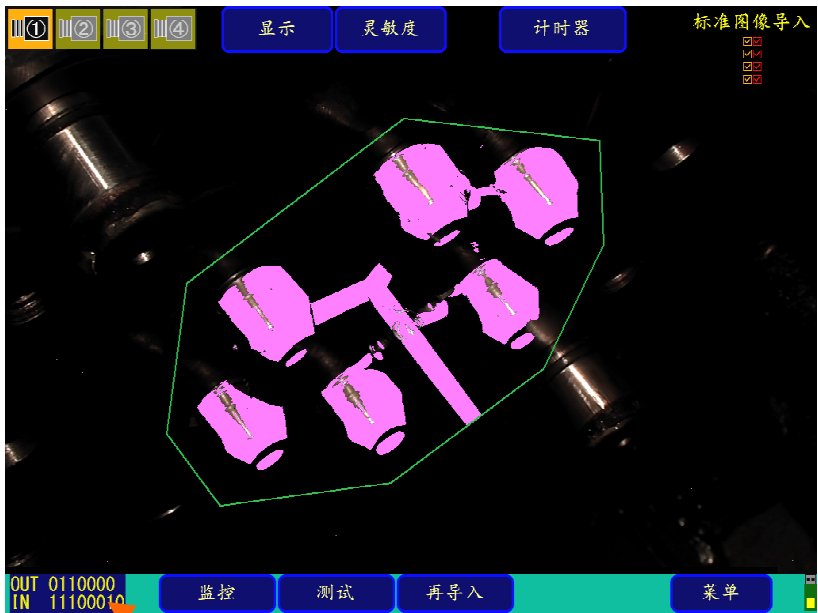 ① ② ③ ④ 显示 灵敏度 计时器 标准图像导入
OUT 0110000
IN 11100010
监控 测试 再导入 菜单